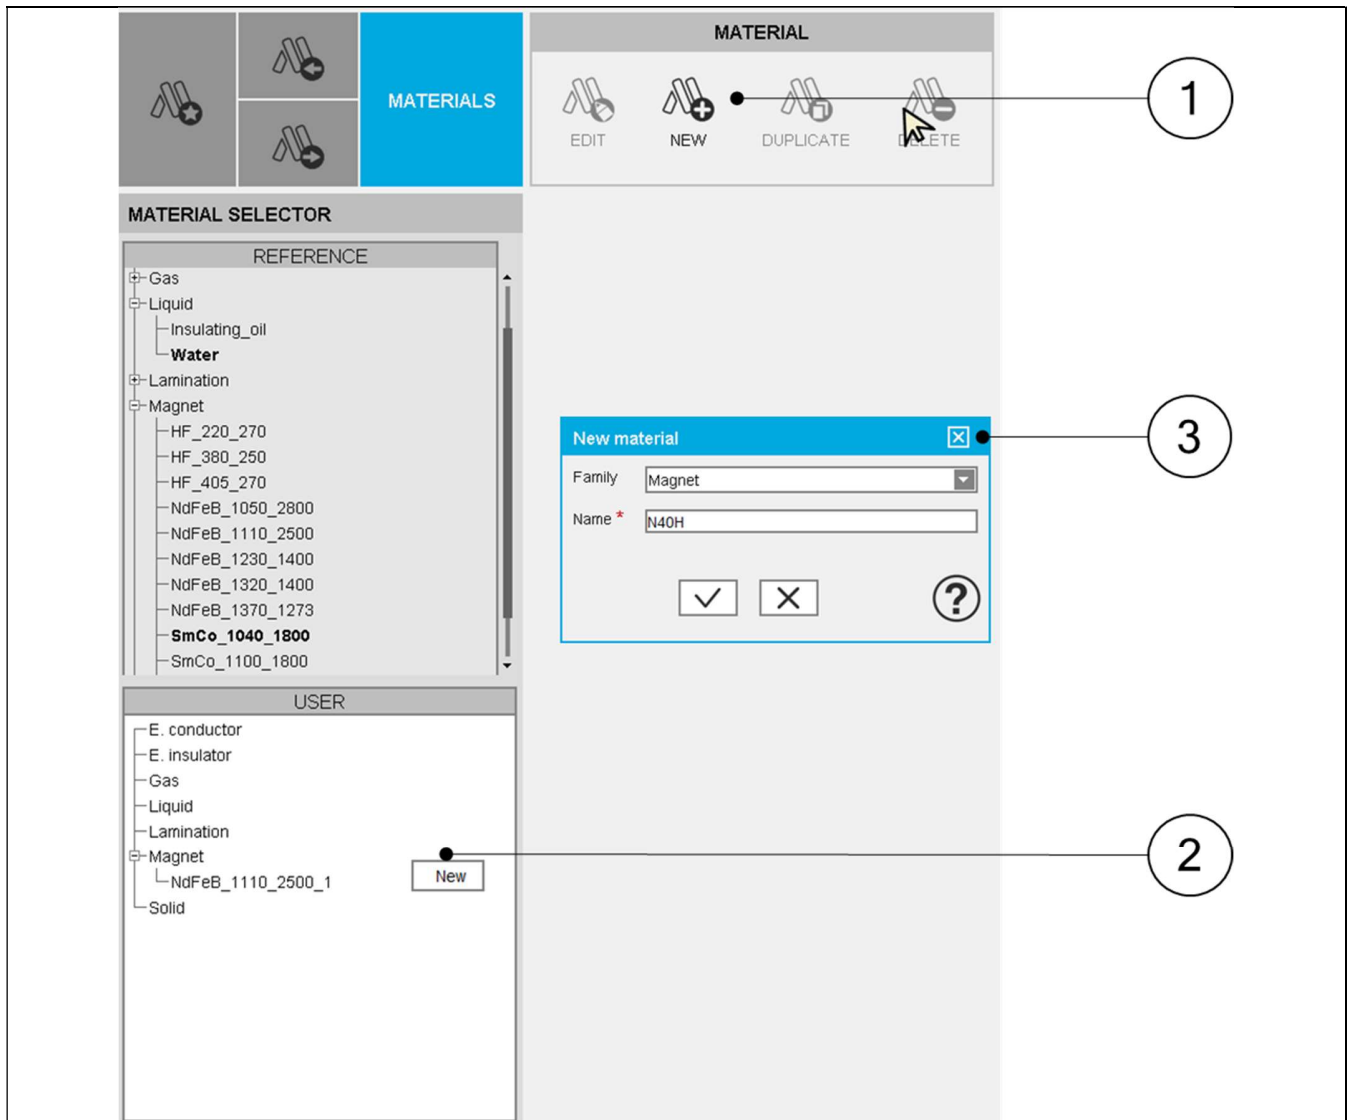 MATERIALS
MATERIAL
EDIT
NEW
DUPLICATE
DELETE
1
MATERIAL SELECTOR
REFERENCE
Gas
Liquid
Insulating_oil
Water
Lamination
Magnet
HF_220_270
HF_380_250
HF_405_270
NdFeB_1050_2800
NdFeB_1110_2500
NdFeB_1230_1400
NdFeB_1320_1400
NdFeB_1370_1273
SmCo_1040_1800
SmCo_1100_1800
New material
3
Family
Magnet
Name *
N40H
?
USER
E. conductor
E. insulator
Gas
Liquid
Lamination
Magnet
NdFeB_1110_2500_1
Solid
New
2